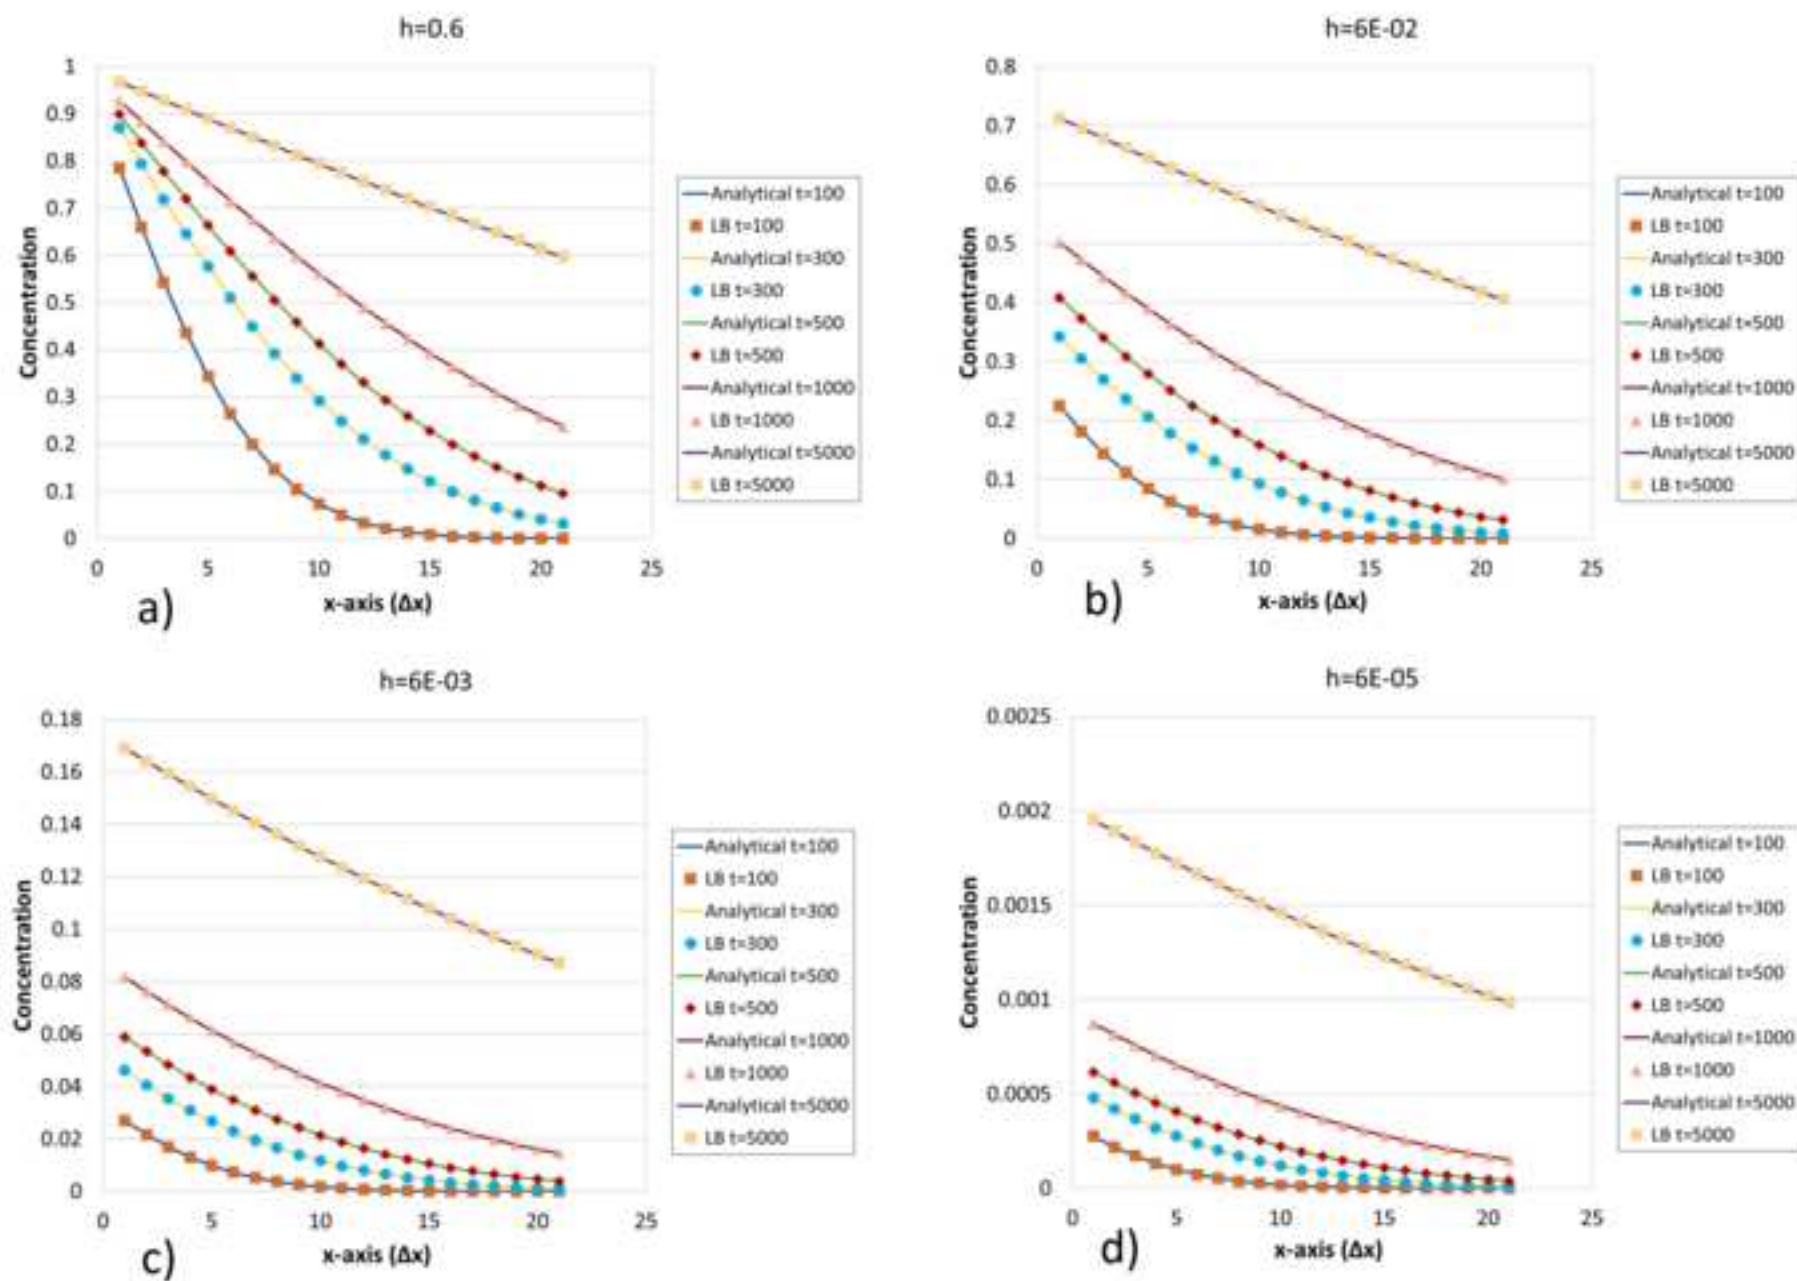 h=0.6
1
0.9
0.8
0.7
0.6
0.5
0.4
0.3
0.2
0.1
0
0
5
10
15
20
25
Concentration
x-axis (Δx)
a)
Analytical t=100
LB t=100
Analytical t=300
LB t=300
Analytical t=500
LB t=500
Analytical t=1000
LB t=1000
Analytical t=5000
LB t=5000
h=6E-02
0.8
0.7
0.6
0.5
0.4
0.3
0.2
0.1
0
0
5
10
15
20
25
Concentration
x-axis (Δx)
b)
Analytical t=100
LB t=100
Analytical t=300
LB t=300
Analytical t=500
LB t=500
Analytical t=1000
LB t=1000
Analytical t=5000
LB t=5000
h=6E-03
0.18
0.16
0.14
0.12
0.1
0.08
0.06
0.04
0.02
0
0
5
10
15
20
25
Concentration
x-axis (Δx)
c)
Analytical t=100
LB t=100
Analytical t=300
LB t=300
Analytical t=500
LB t=500
Analytical t=1000
LB t=1000
Analytical t=5000
LB t=5000
h=6E-05
0.0025
0.002
0.0015
0.001
0.0005
0
0
5
10
15
20
25
Concentration
x-axis (Δx)
d)
Analytical t=100
LB t=100
Analytical t=300
LB t=300
Analytical t=500
LB t=500
Analytical t=1000
LB t=1000
Analytical t=5000
LB t=5000